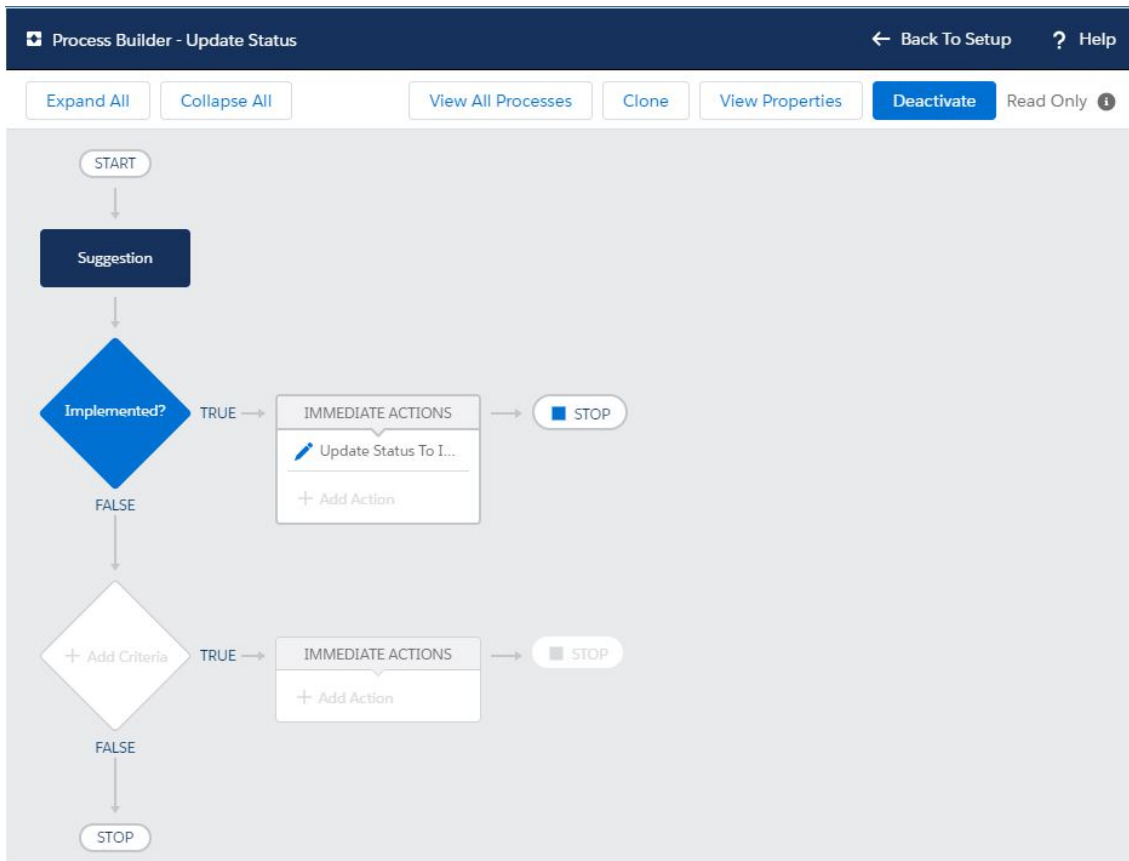 Process Builder - Update Status
Back To Setup
? Help
Expand All
Collapse All
View All Processes
Clone
View Properties
Deactivate
Read Only
START
Suggestion
Implemented?
TRUE
IMMEDIATE ACTIONS
STOP
Update Status To I...
+ Add Action
FALSE
+ Add Criteria
TRUE
IMMEDIATE ACTIONS
STOP
+ Add Action
FALSE
STOP